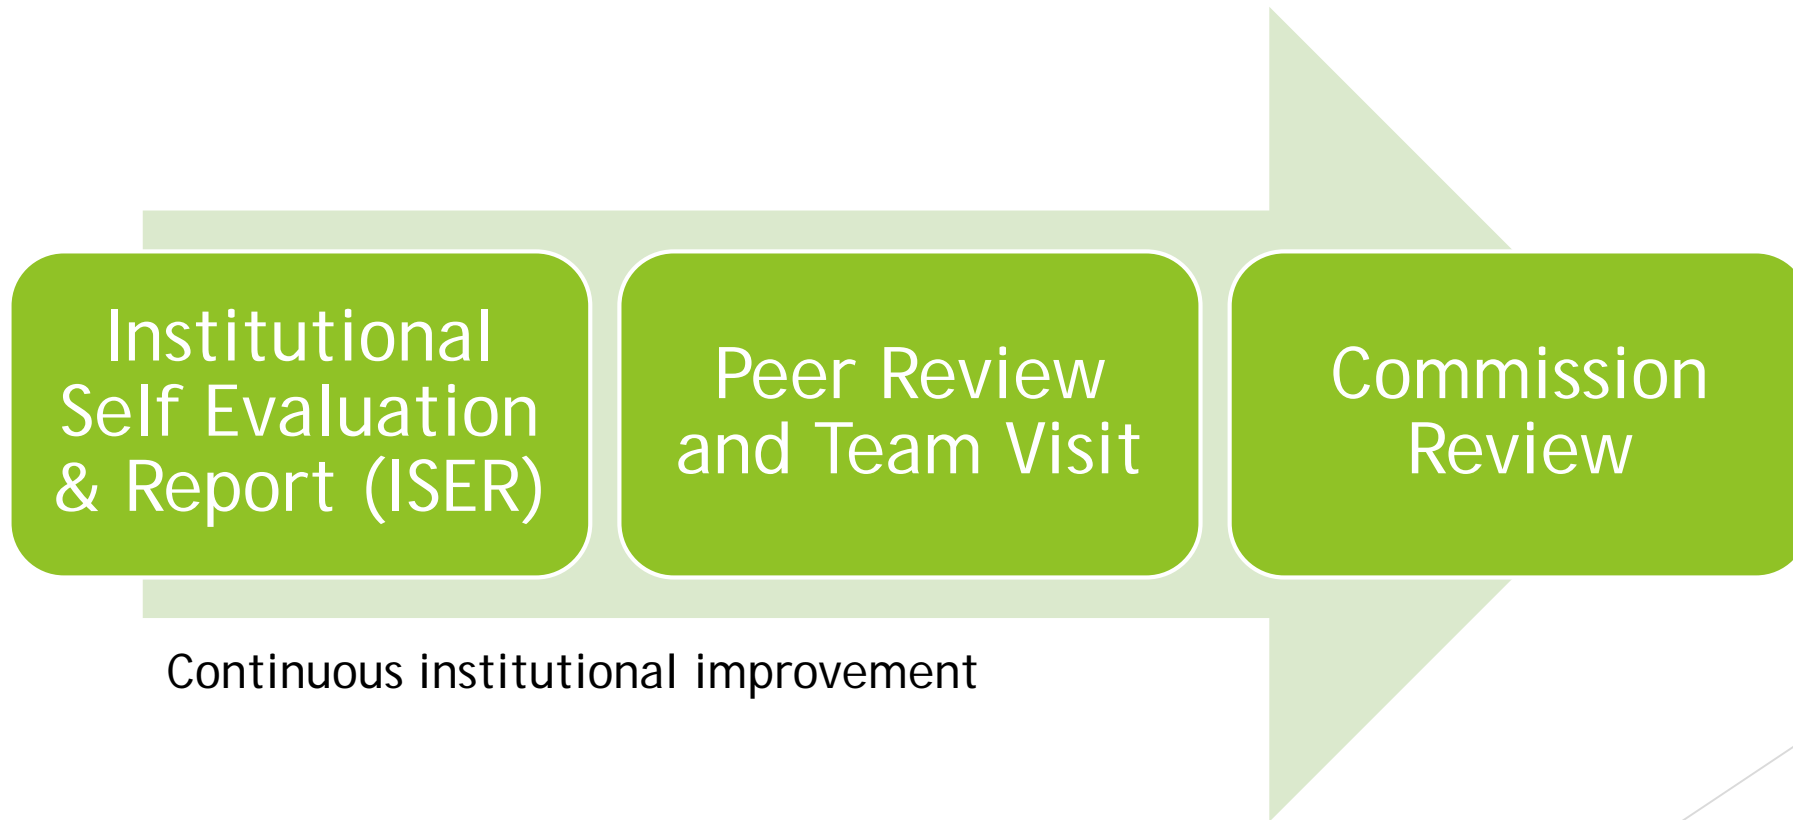 Institutional
Self Evaluation
& Report (ISER)
Peer Review
and Team Visit
Commission
Review
Continuous institutional improvement